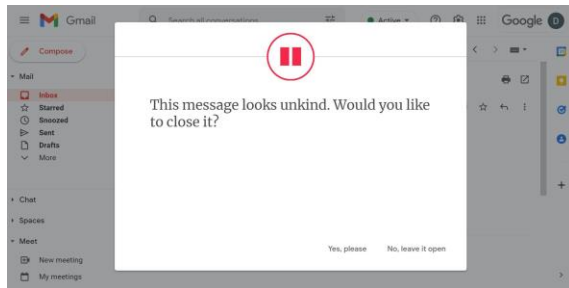 Gmail
Search all conversations
Active
Google
D
Compose
Mail
Inbox
Starred
Snoozed
Sent
Drafts
More
Chat
Spaces
Meet
New meeting
My meetings
This message looks unkind. Would you like
to close it?
Yes, please
No, leave it open